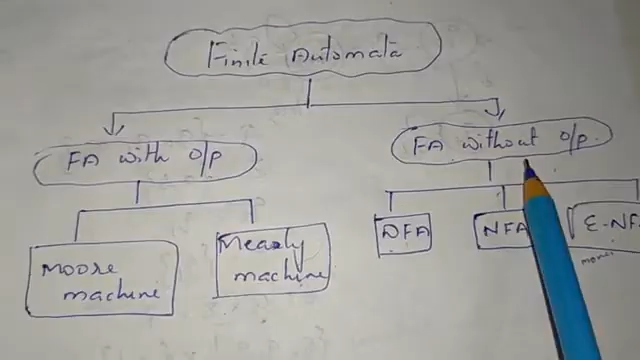 Finite Automata
FA with o/p
FA without o/p
Moore
machine
Mealy
machine
DFA
NFA
ε-NF